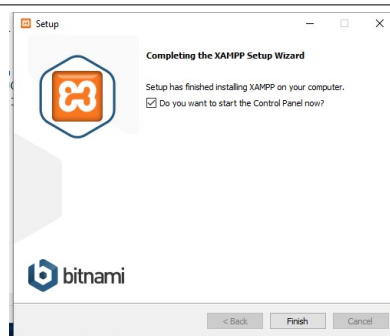 Setup
Completing the XAMPP Setup Wizard
Setup has finished installing XAMPP on your computer.
Do you want to start the Control Panel now?
bitnami
< Back
Finish
Cancel